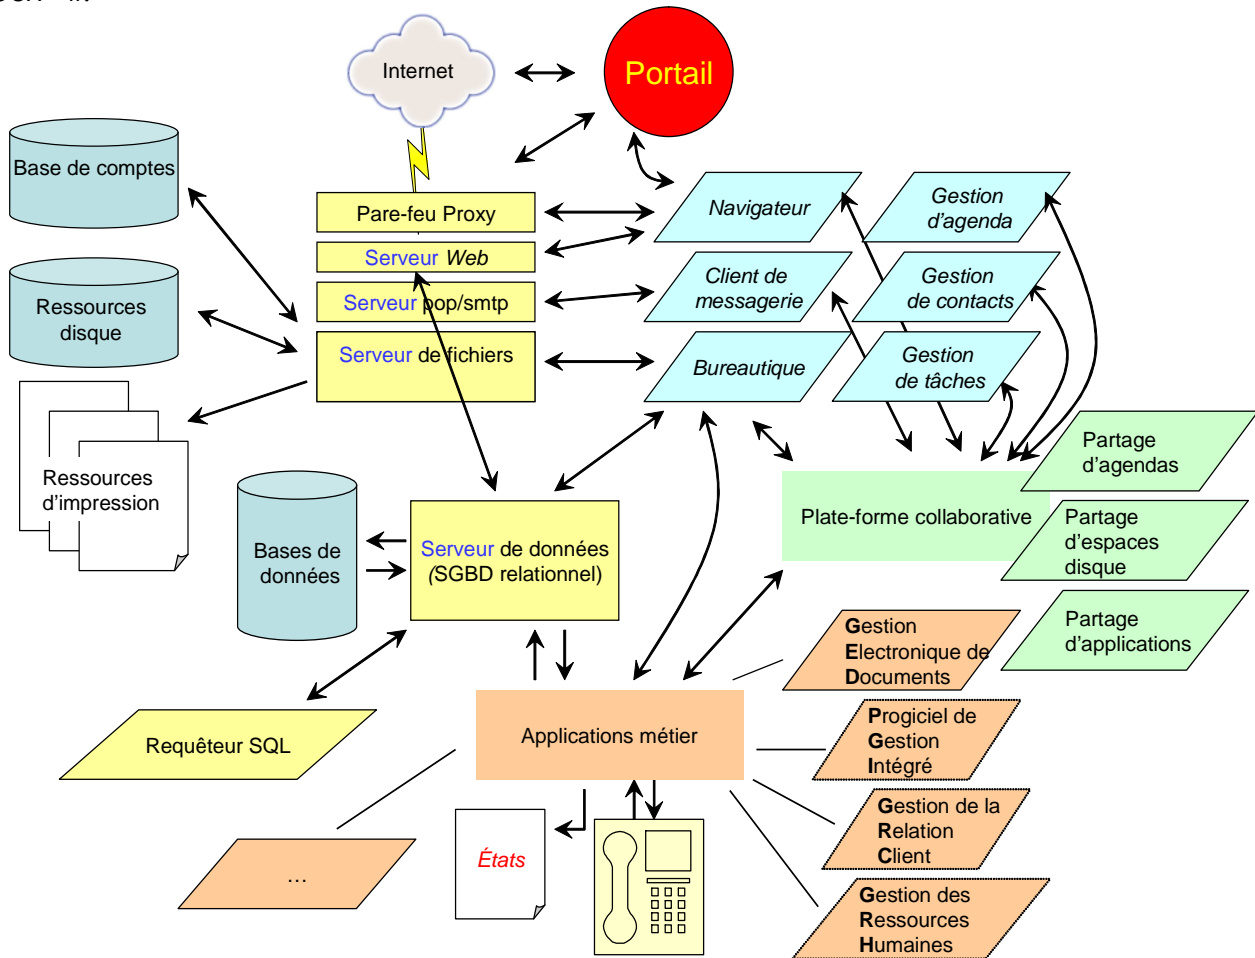 Internet
Portail
Base de comptes
Pare-feu Proxy
Navigateur
Gestion
d'agenda
Serveur Web
Ressources
disque
Serveur pop/smtp
Client de
messagerie
Gestion
de contacts
Serveur de fichiers
Bureautique
Gestion
de tâches
Ressources
d'impression
Partage
d'agendas
Bases de
données
Serveur de données
(SGBD relationnel)
Plate-forme collaborative
Partage
d'espaces
disque
Gestion
Electronique de
Documents
Partage
d'applications
Requêteur SQL
Applications métier
Progiciel de
Gestion
Intégré
Gestion de la
Relation
Client
…
États
Gestion des
Ressources
Humaines